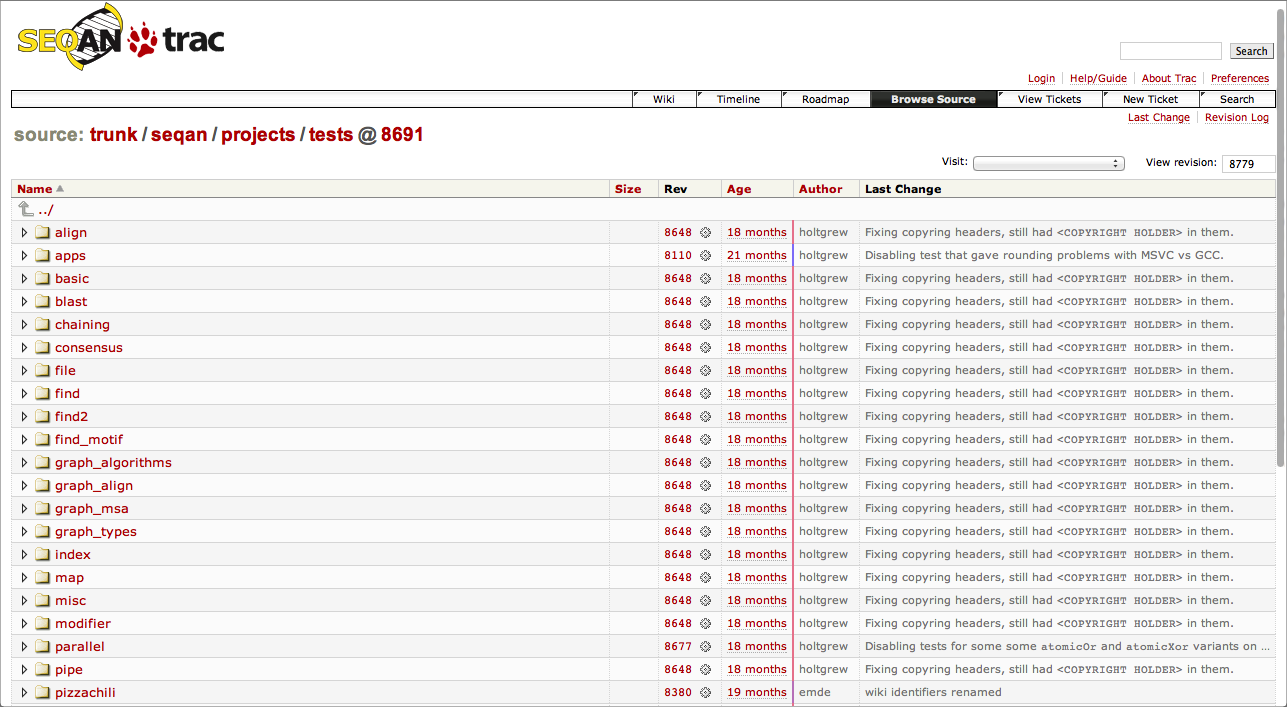 SEQAN trac
Search
Login Help/Guide About Trac Preferences
Wiki Timeline Roadmap Browse Source View Tickets New Ticket Search
Last Change Revision Log
source: trunk / seqan / projects / tests @ 8691
Visit: View revision: 8779
Name Size Rev Age Author Last Change
../
align 8648 18 months holtgrew Fixing copyring headers, still had <COPYRIGHT HOLDER> in them.
apps 8110 21 months holtgrew Disabling test that gave rounding problems with MSVC vs GCC.
basic 8648 18 months holtgrew Fixing copyring headers, still had <COPYRIGHT HOLDER> in them.
blast 8648 18 months holtgrew Fixing copyring headers, still had <COPYRIGHT HOLDER> in them.
chaining 8648 18 months holtgrew Fixing copyring headers, still had <COPYRIGHT HOLDER> in them.
consensus 8648 18 months holtgrew Fixing copyring headers, still had <COPYRIGHT HOLDER> in them.
file 8648 18 months holtgrew Fixing copyring headers, still had <COPYRIGHT HOLDER> in them.
find 8648 18 months holtgrew Fixing copyring headers, still had <COPYRIGHT HOLDER> in them.
find2 8648 18 months holtgrew Fixing copyring headers, still had <COPYRIGHT HOLDER> in them.
find_motif 8648 18 months holtgrew Fixing copyring headers, still had <COPYRIGHT HOLDER> in them.
graph_algorithms 8648 18 months holtgrew Fixing copyring headers, still had <COPYRIGHT HOLDER> in them.
graph_align 8648 18 months holtgrew Fixing copyring headers, still had <COPYRIGHT HOLDER> in them.
graph_msa 8648 18 months holtgrew Fixing copyring headers, still had <COPYRIGHT HOLDER> in them.
graph_types 8648 18 months holtgrew Fixing copyring headers, still had <COPYRIGHT HOLDER> in them.
index 8648 18 months holtgrew Fixing copyring headers, still had <COPYRIGHT HOLDER> in them.
map 8648 18 months holtgrew Fixing copyring headers, still had <COPYRIGHT HOLDER> in them.
misc 8648 18 months holtgrew Fixing copyring headers, still had <COPYRIGHT HOLDER> in them.
modifier 8648 18 months holtgrew Fixing copyring headers, still had <COPYRIGHT HOLDER> in them.
parallel 8677 18 months holtgrew Disabling tests for some some atomicOr and atomicXor variants on ...
pipe 8648 18 months holtgrew Fixing copyring headers, still had <COPYRIGHT HOLDER> in them.
pizzachili 8380 19 months emde wiki identifiers renamed